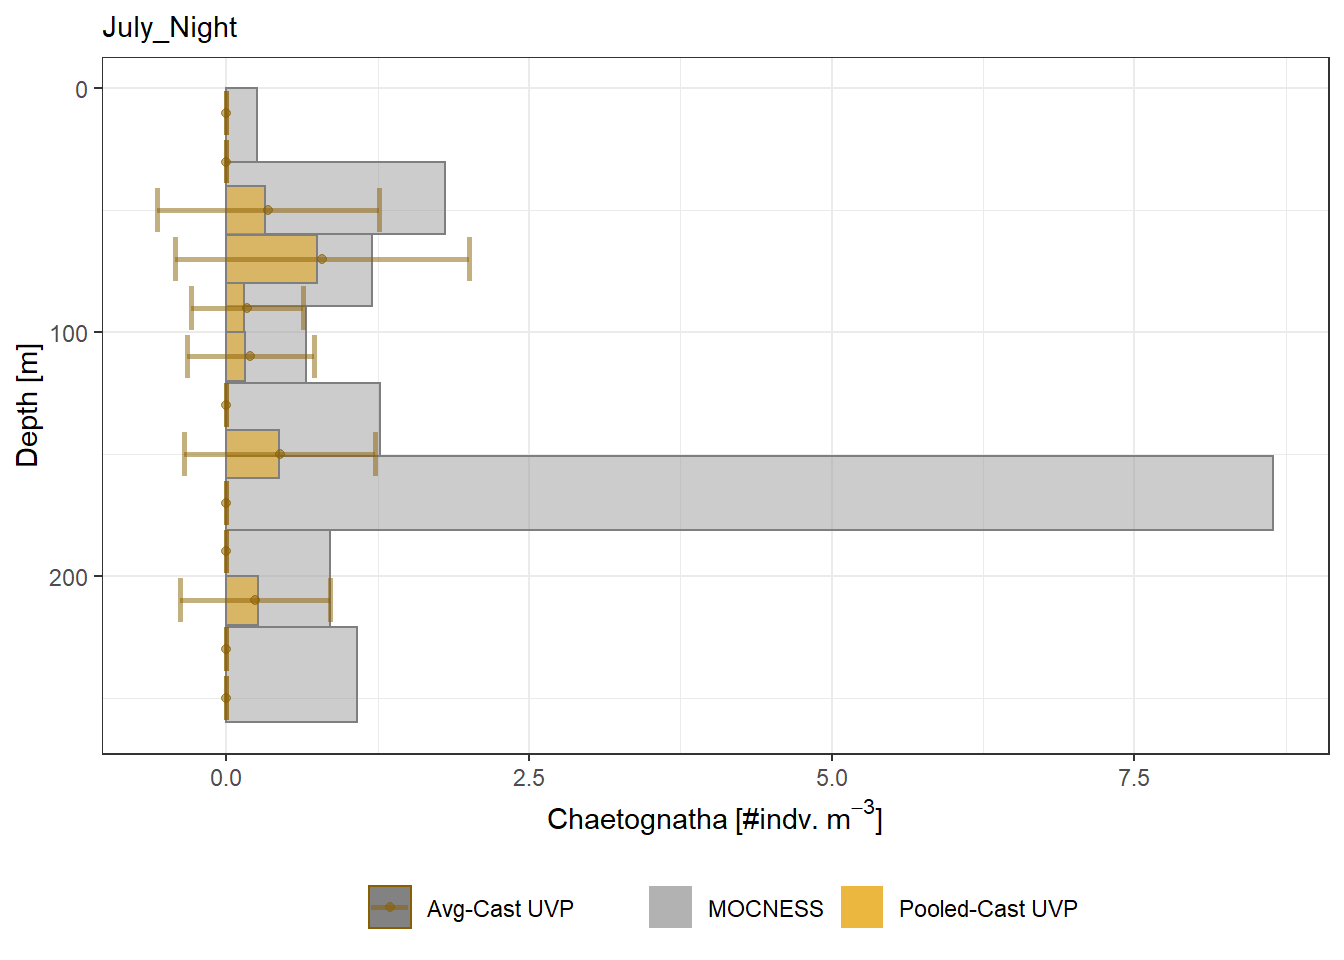 July_Night
0
100
200
Depth [m]
0.0 2.5 5.0 7.5
Chaetognatha [#indv. m⁻³]
Avg-Cast UVP MOCNESS Pooled-Cast UVP